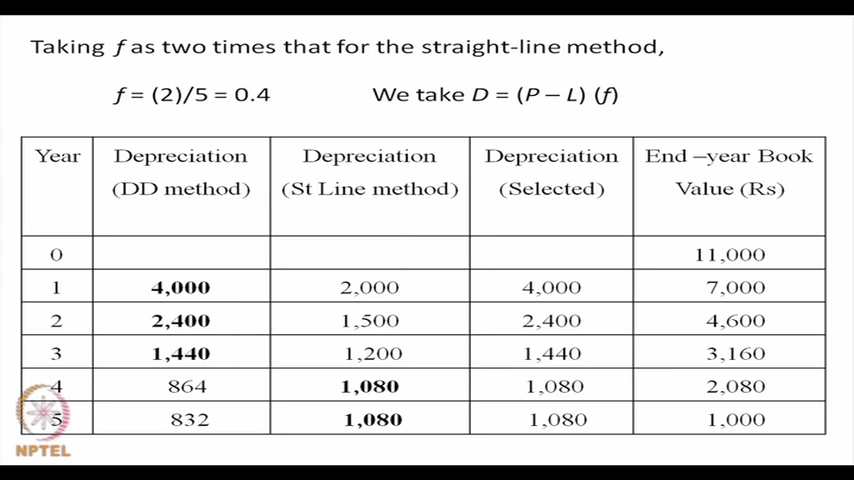 Taking f as two times that for the straight-line method,
f = (2)/5 = 0.4 We take D = (P – L) (f)
Year Depreciation (DD method) Depreciation (St Line method) Depreciation (Selected) End –year Book Value (Rs)
0 11,000
1 4,000 2,000 4,000 7,000
2 2,400 1,500 2,400 4,600
3 1,440 1,200 1,440 3,160
4 864 1,080 1,080 2,080
5 832 1,080 1,080 1,000
NPTEL